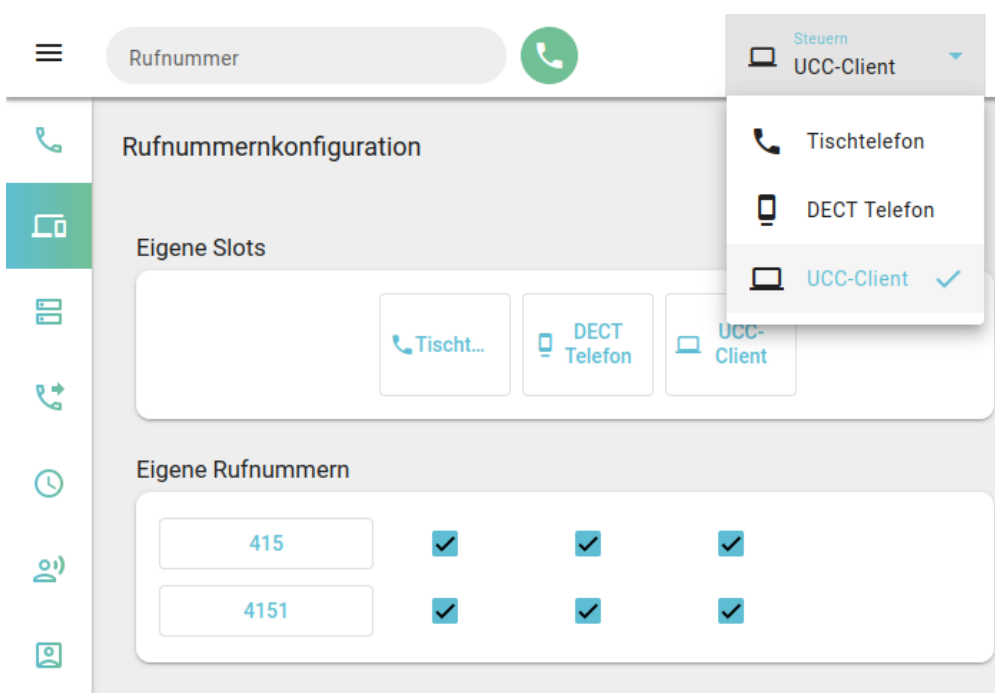 Rufnummer
Steuern
UCC-Client
Tischtelefon
DECT Telefon
UCC-Client
Rufnummernkonfiguration
Eigene Slots
Tischt...
DECT
Telefon
UCC-
Client
Eigene Rufnummern
415
4151